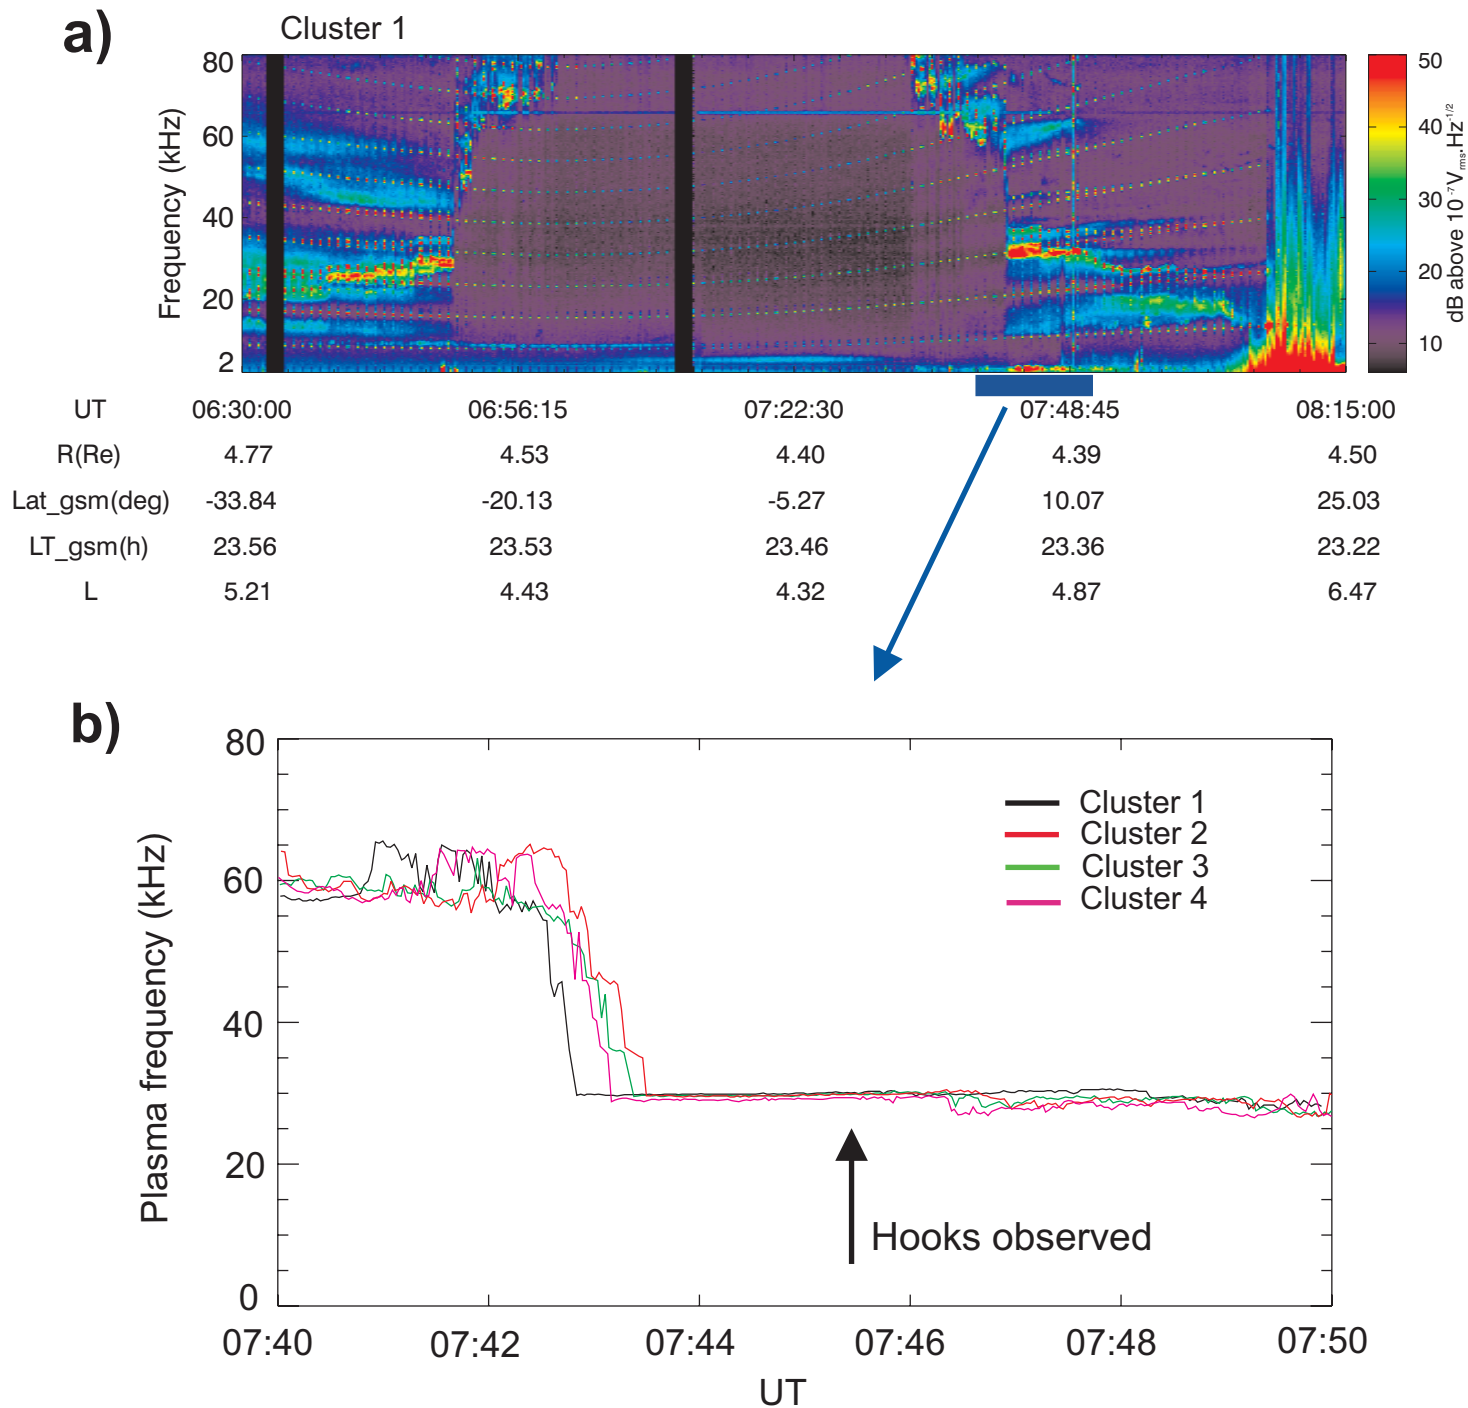 a)
Cluster 1
80
60
40
20
2
Frequency (kHz)
50
40
30
20
10
dB above 10⁻⁷ Vrms.Hz⁻¹/²
UT 06:30:00 06:56:15 07:22:30 07:48:45 08:15:00
R(Re) 4.77 4.53 4.40 4.39 4.50
Lat_gsm(deg) -33.84 -20.13 -5.27 10.07 25.03
LT_gsm(h) 23.56 23.53 23.46 23.36 23.22
L 5.21 4.43 4.32 4.87 6.47
b)
80
60
40
20
0
Plasma frequency (kHz)
Cluster 1
Cluster 2
Cluster 3
Cluster 4
Hooks observed
07:40 07:42 07:44 07:46 07:48 07:50
UT